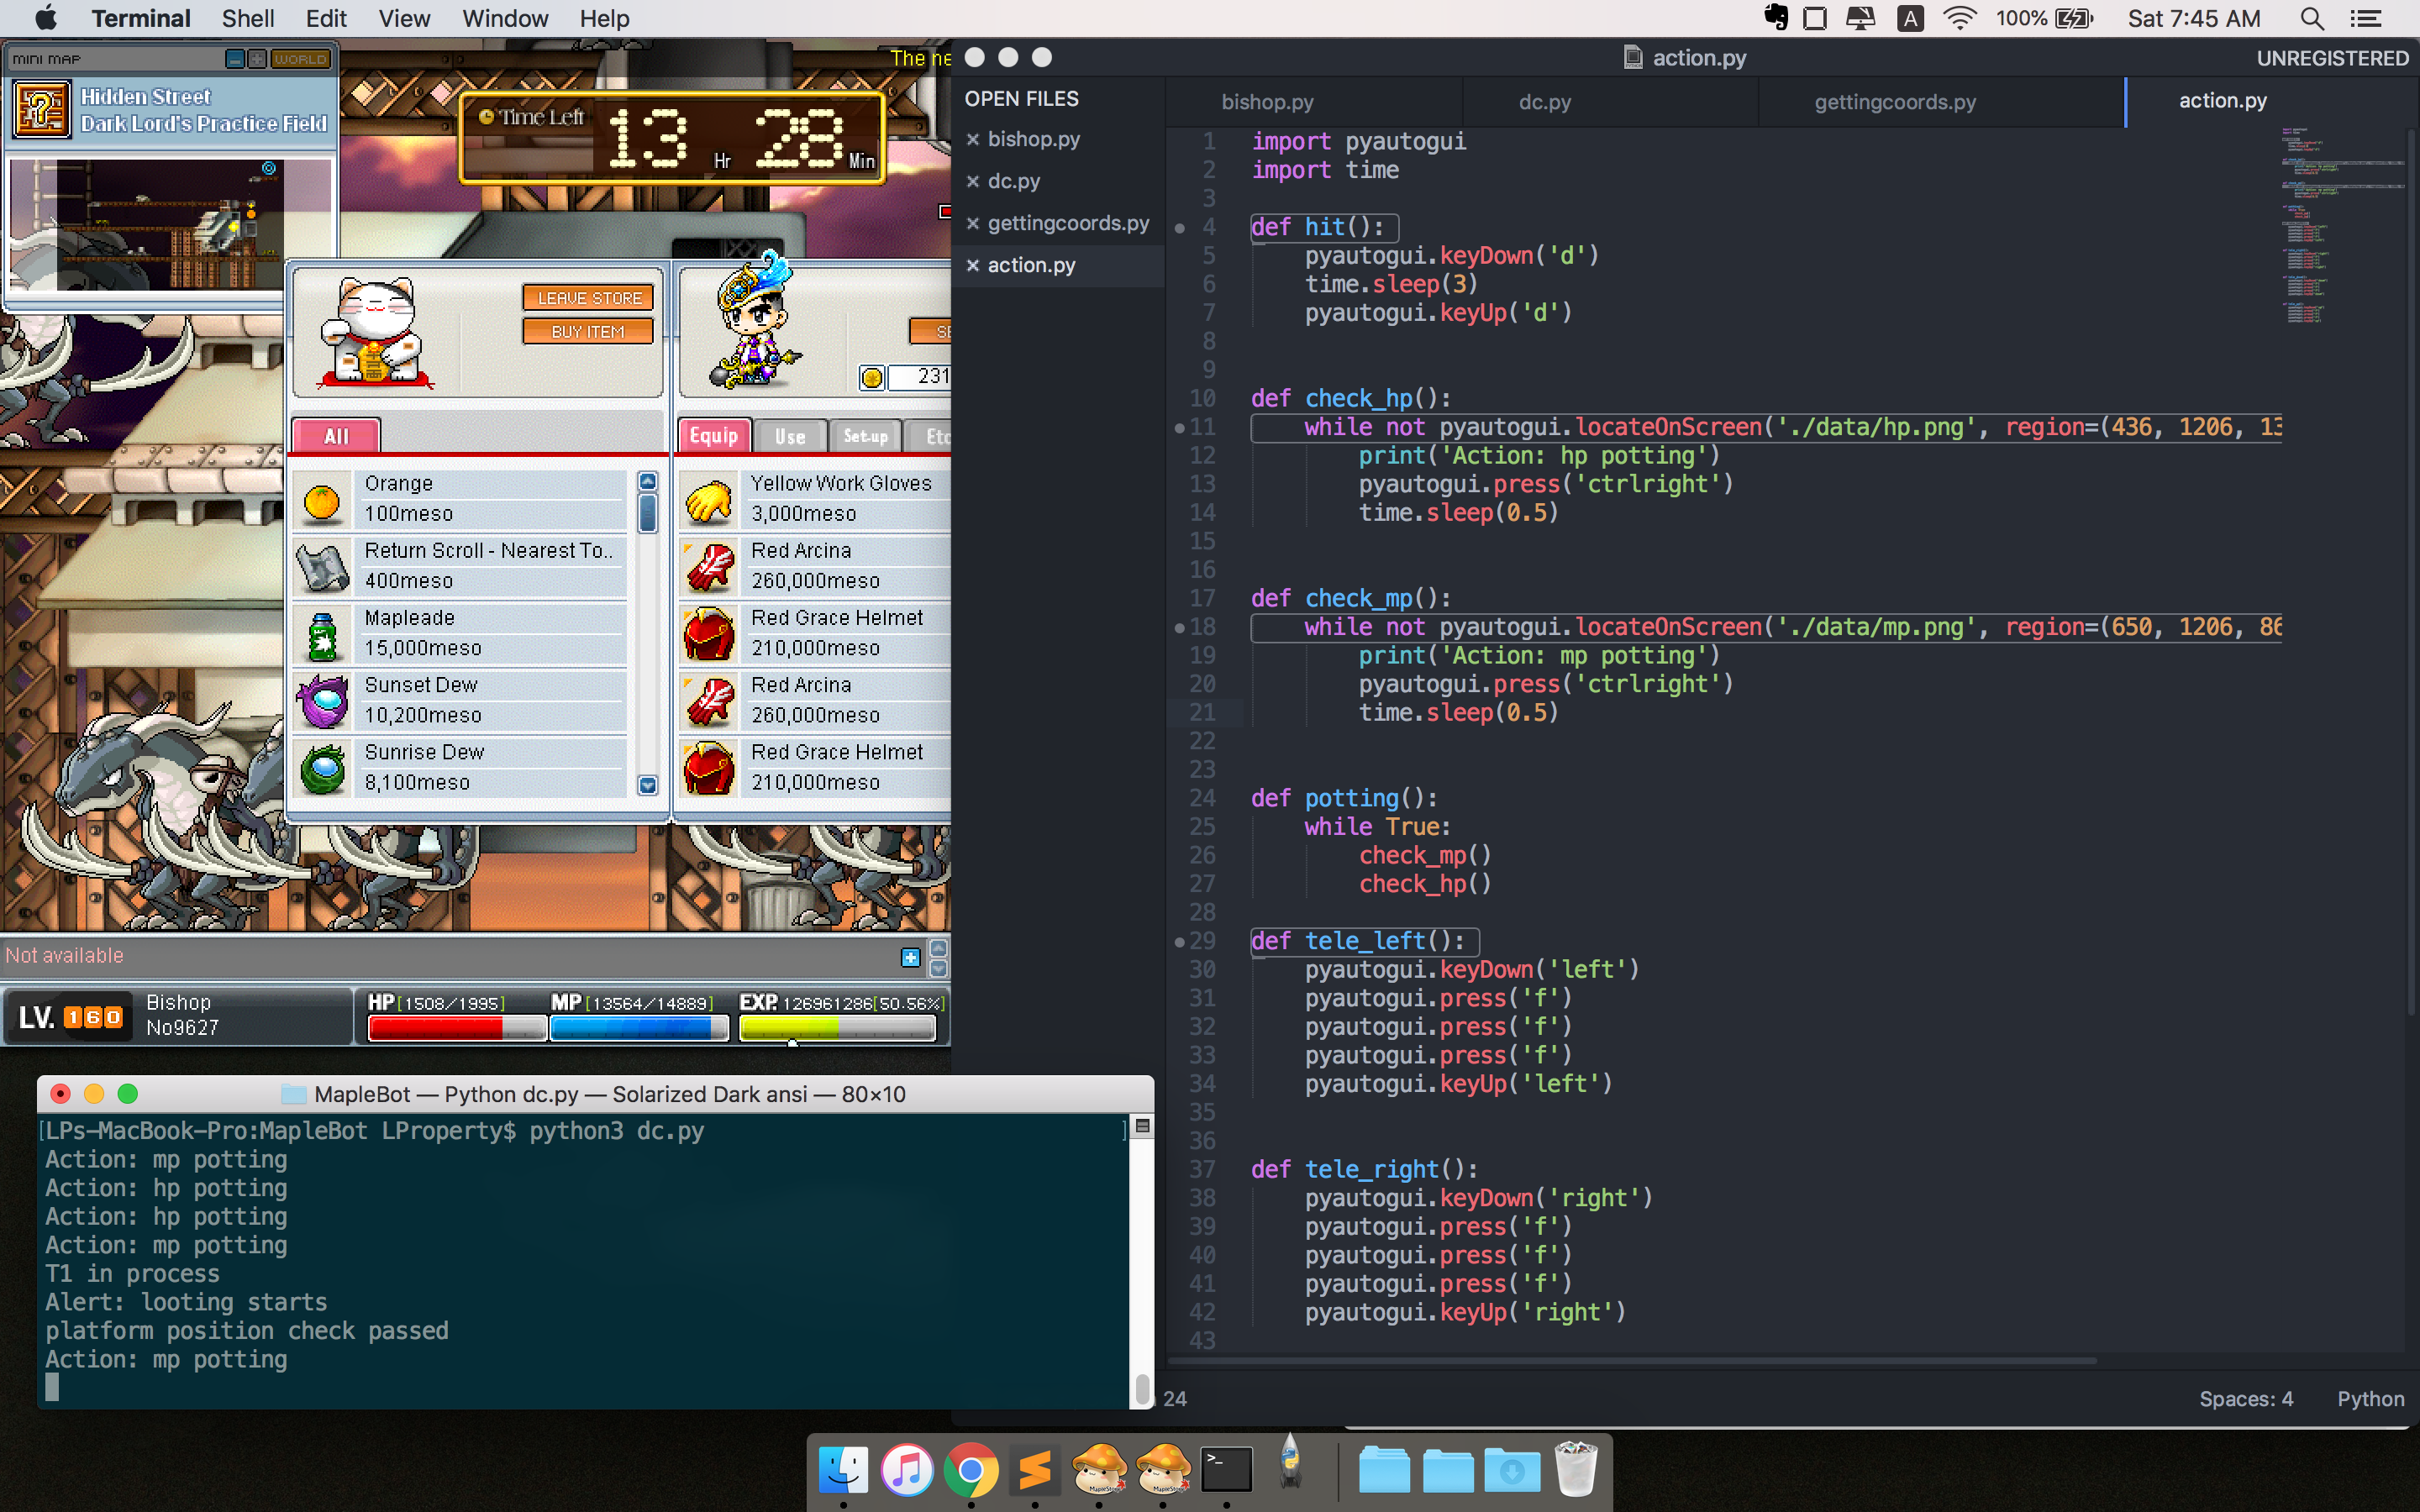 Terminal Shell Edit View Window Help
A 100% Sat 7:45 AM
MINI MAP WORLD
Hidden Street
Dark Lord's Practice Field
The ne
Time Left 13 Hr 28 Min
LEAVE STORE
BUY ITEM
231
All
Equip Use Set-up Etc
Orange
100meso
Return Scroll - Nearest To..
400meso
Mapleade
15,000meso
Sunset Dew
10,200meso
Sunrise Dew
8,100meso
Yellow Work Gloves
3,000meso
Red Arcina
260,000meso
Red Grace Helmet
210,000meso
Red Arcina
260,000meso
Red Grace Helmet
210,000meso
Not available
LV. 160
Bishop
No9627
HP[1508/1995] MP[13564/14889] EXP. 126961286[50.56%]
action.py
UNREGISTERED
OPEN FILES
bishop.py
dc.py
gettingcoords.py
action.py
bishop.py dc.py gettingcoords.py action.py
1 import pyautogui
2 import time
3
4 def hit():
5 pyautogui.keyDown('d')
6 time.sleep(3)
7 pyautogui.keyUp('d')
8
9
10 def check_hp():
11 while not pyautogui.locateOnScreen('./data/hp.png', region=(436, 1206, 13
12 print('Action: hp potting')
13 pyautogui.press('ctrlright')
14 time.sleep(0.5)
15
16
17 def check_mp():
18 while not pyautogui.locateOnScreen('./data/mp.png', region=(650, 1206, 86
19 print('Action: mp potting')
20 pyautogui.press('ctrlright')
21 time.sleep(0.5)
22
23
24 def potting():
25 while True:
26 check_mp()
27 check_hp()
28
29 def tele_left():
30 pyautogui.keyDown('left')
31 pyautogui.press('f')
32 pyautogui.press('f')
33 pyautogui.press('f')
34 pyautogui.keyUp('left')
35
36
37 def tele_right():
38 pyautogui.keyDown('right')
39 pyautogui.press('f')
40 pyautogui.press('f')
41 pyautogui.press('f')
42 pyautogui.keyUp('right')
43
24
Spaces: 4 Python
MapleBot — Python dc.py — Solarized Dark ansi — 80×10
[LPs-MacBook-Pro:MapleBot LProperty$ python3 dc.py ]
Action: mp potting
Action: hp potting
Action: hp potting
Action: mp potting
T1 in process
Alert: looting starts
platform position check passed
Action: mp potting